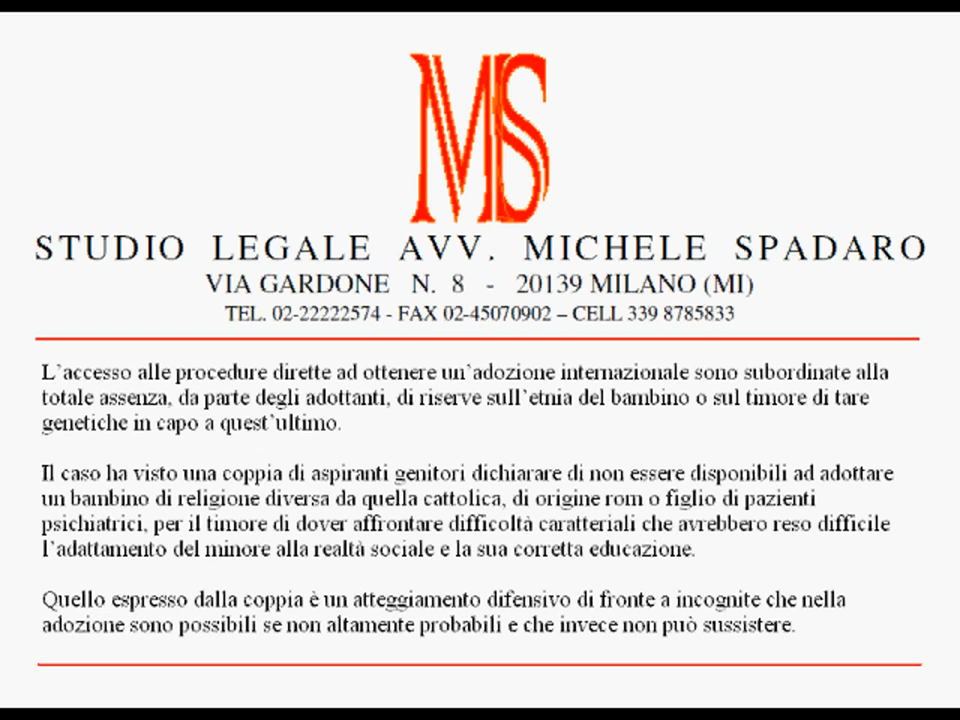 MS
STUDIO LEGALE AVV. MICHELE SPADARO
VIA GARDONE N. 8 - 20139 MILANO (MI)
TEL. 02-22222574 - FAX 02-45070902 – CELL 339 8785833
L'accesso alle procedure dirette ad ottenere un'adozione internazionale sono subordinate alla
totale assenza, da parte degli adottanti, di riserve sull'etnia del bambino o sul timore di tare
genetiche in capo a quest'ultimo.
Il caso ha visto una coppia di aspiranti genitori dichiarare di non essere disponibili ad adottare
un bambino di religione diversa da quella cattolica, di origine rom o figlio di pazienti
psichiatrici, per il timore di dover affrontare difficoltà caratteriali che avrebbero reso difficile
l'adattamento del minore alla realtà sociale e la sua corretta educazione.
Quello espresso dalla coppia è un atteggiamento difensivo di fronte a incognite che nella
adozione sono possibili se non altamente probabili e che invece non può sussistere.